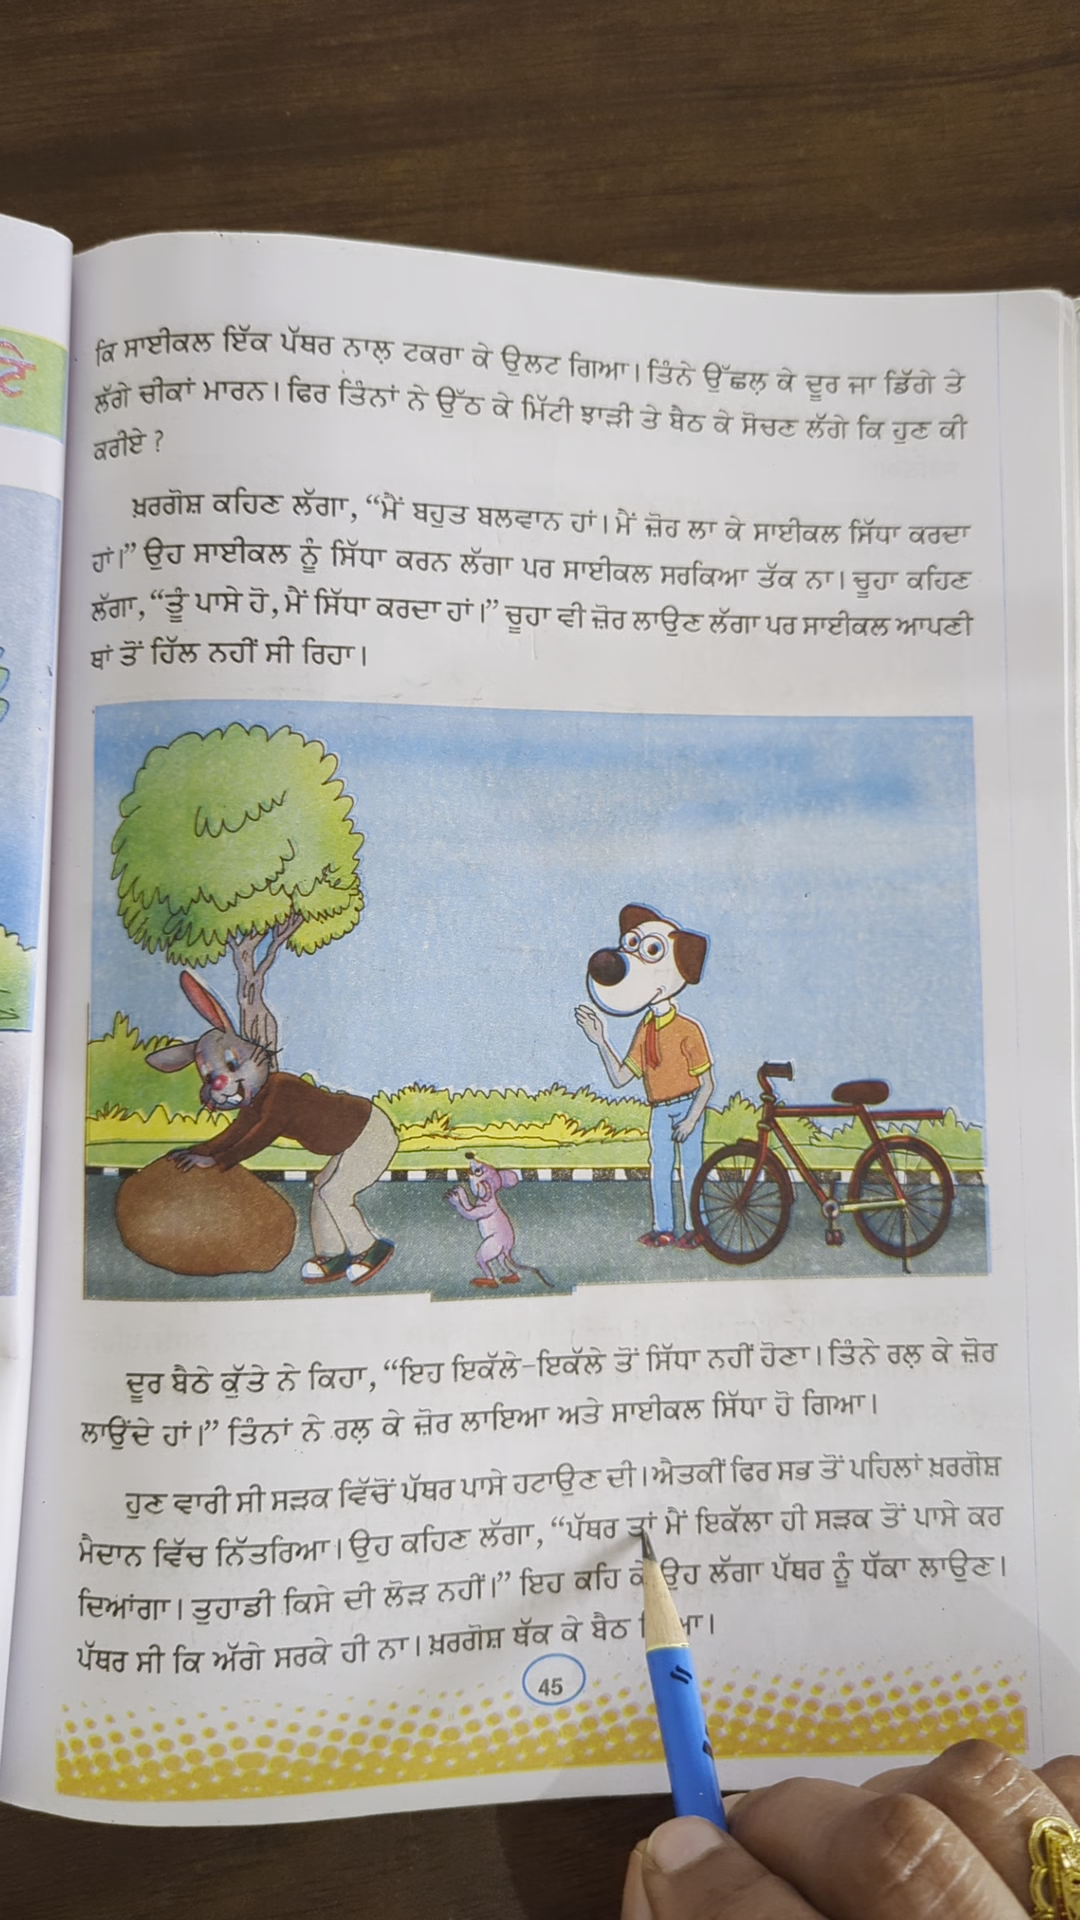 ਕਿ ਸਾਈਕਲ ਇੱਕ ਪੱਥਰ ਨਾਲ਼ ਟਕਰਾ ਕੇ ਉਲਟ ਗਿਆ। ਤਿੰਨੇ ਉੱਛਲ਼ ਕੇ ਦੂਰ ਜਾ ਡਿੱਗੇ ਤੇ
ਲੱਗੇ ਚੀਕਾਂ ਮਾਰਨ। ਫਿਰ ਤਿੰਨਾਂ ਨੇ ਉੱਠ ਕੇ ਮਿੱਟੀ ਝਾੜੀ ਤੇ ਬੈਠ ਕੇ ਸੋਚਣ ਲੱਗੇ ਕਿ ਹੁਣ ਕੀ
ਕਰੀਏ ?
ਖ਼ਰਗੋਸ਼ ਕਹਿਣ ਲੱਗਾ, “ਮੈਂ ਬਹੁਤ ਬਲਵਾਨ ਹਾਂ। ਮੈਂ ਜ਼ੋਰ ਲਾ ਕੇ ਸਾਈਕਲ ਸਿੱਧਾ ਕਰਦਾ
ਹਾਂ।” ਉਹ ਸਾਈਕਲ ਨੂੰ ਸਿੱਧਾ ਕਰਨ ਲੱਗਾ ਪਰ ਸਾਈਕਲ ਸਰਕਿਆ ਤੱਕ ਨਾ। ਚੂਹਾ ਕਹਿਣ
ਲੱਗਾ, “ਤੂੰ ਪਾਸੇ ਹੋ, ਮੈਂ ਸਿੱਧਾ ਕਰਦਾ ਹਾਂ।” ਚੂਹਾ ਵੀ ਜ਼ੋਰ ਲਾਉਣ ਲੱਗਾ ਪਰ ਸਾਈਕਲ ਆਪਣੀ
ਥਾਂ ਤੋਂ ਹਿੱਲ ਨਹੀਂ ਸੀ ਰਿਹਾ।
ਦੂਰ ਬੈਠੇ ਕੁੱਤੇ ਨੇ ਕਿਹਾ, “ਇਹ ਇਕੱਲੇ-ਇਕੱਲੇ ਤੋਂ ਸਿੱਧਾ ਨਹੀਂ ਹੋਣਾ। ਤਿੰਨੇ ਰਲ਼ ਕੇ ਜ਼ੋਰ
ਲਾਉਂਦੇ ਹਾਂ।” ਤਿੰਨਾਂ ਨੇ ਰਲ਼ ਕੇ ਜ਼ੋਰ ਲਾਇਆ ਅਤੇ ਸਾਈਕਲ ਸਿੱਧਾ ਹੋ ਗਿਆ।
ਹੁਣ ਵਾਰੀ ਸੀ ਸੜਕ ਵਿੱਚੋਂ ਪੱਥਰ ਪਾਸੇ ਹਟਾਉਣ ਦੀ। ਐਤਕੀਂ ਫਿਰ ਸਭ ਤੋਂ ਪਹਿਲਾਂ ਖ਼ਰਗੋਸ਼
ਮੈਦਾਨ ਵਿੱਚ ਨਿੱਤਰਿਆ। ਉਹ ਕਹਿਣ ਲੱਗਾ, “ਪੱਥਰ ਤਾਂ ਮੈਂ ਇਕੱਲਾ ਹੀ ਸੜਕ ਤੋਂ ਪਾਸੇ ਕਰ
ਦਿਆਂਗਾ। ਤੁਹਾਡੀ ਕਿਸੇ ਦੀ ਲੋੜ ਨਹੀਂ।” ਇਹ ਕਹਿ ਕੇ ਉਹ ਲੱਗਾ ਪੱਥਰ ਨੂੰ ਧੱਕਾ ਲਾਉਣ।
ਪੱਥਰ ਸੀ ਕਿ ਅੱਗੇ ਸਰਕੇ ਹੀ ਨਾ। ਖ਼ਰਗੋਸ਼ ਥੱਕ ਕੇ ਬੈਠ
45